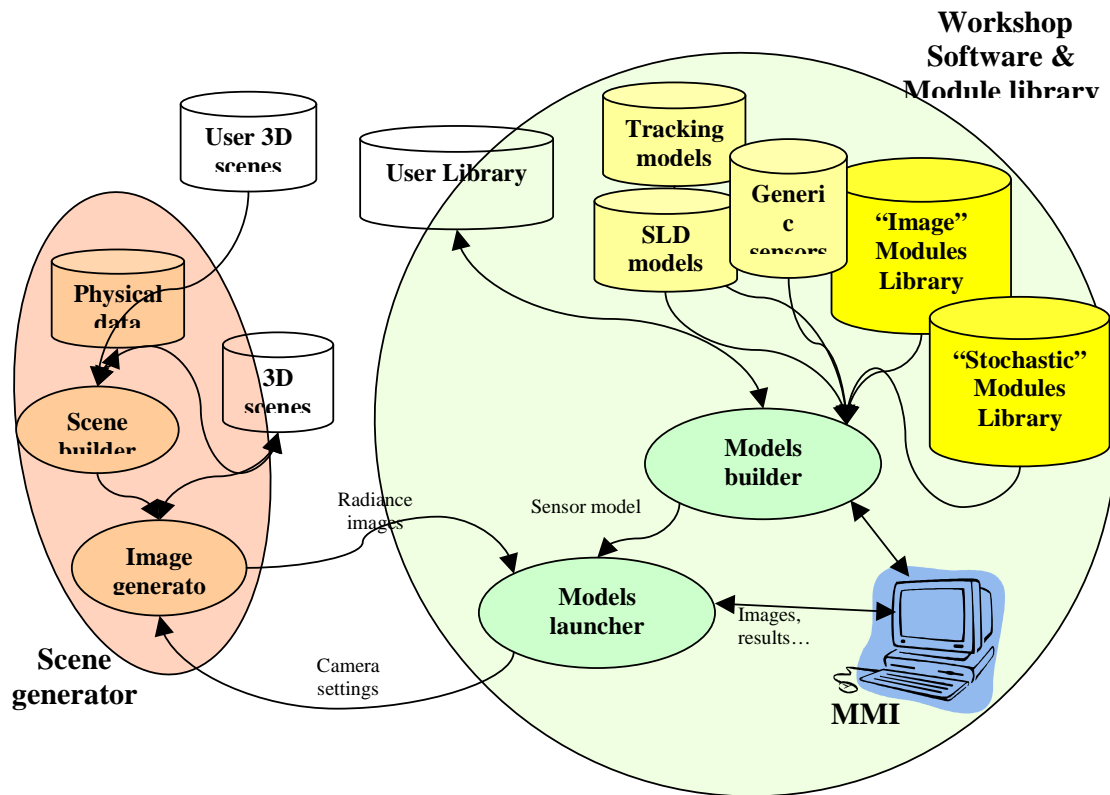 Workshop
Software &
Module library
User 3D
scenes
User Library
Tracking
models
Generi
c
sensors
SLD
models
“Image”
Modules
Library
“Stochastic”
Modules
Library
Physical
data
3D
scenes
Scene
builder
Models
builder
Radiance
images
Sensor model
Image
generato
Models
launcher
Images,
results…
Scene
generator
Camera
settings
MMI